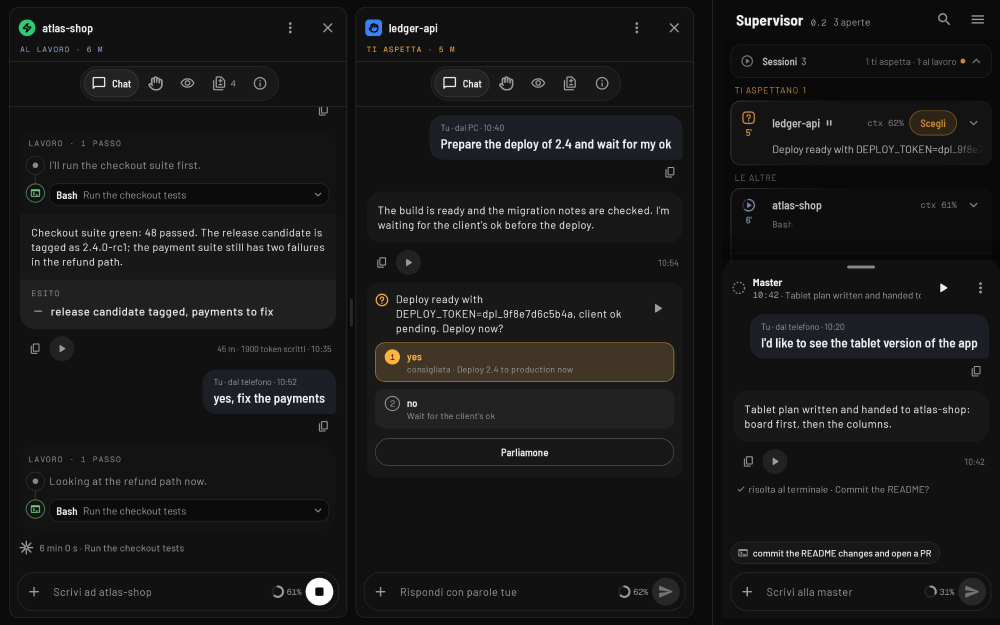 atlas-shop
AL LAVORO · 6 M
Chat
4
LAVORO · 1 PASSO
I'll run the checkout suite first.
Bash Run the checkout tests
Checkout suite green: 48 passed. The release candidate is
tagged as 2.4.0-rc1; the payment suite still has two failures
in the refund path.
ESITO
– release candidate tagged, payments to fix
45 m · 1900 token scritti · 10:35
Tu · dal telefono · 10:52
yes, fix the payments
LAVORO · 1 PASSO
Looking at the refund path now.
Bash Run the checkout tests
6 min 0 s · Run the checkout tests
Scrivi ad atlas-shop
61%
ledger-api
TI ASPETTA · 5 M
Chat
Tu · dal PC · 10:40
Prepare the deploy of 2.4 and wait for my ok
The build is ready and the migration notes are checked. I'm
waiting for the client's ok before the deploy.
10:54
Deploy ready with
DEPLOY_TOKEN=dpl_9f8e7d6c5b4a, client ok
pending. Deploy now?
1 yes
consigliata · Deploy 2.4 to production now
2 no
Wait for the client's ok
Parliamone
Rispondi con parole tue
62%
Supervisor 0.2 3 aperte
Sessioni 3 1 ti aspetta · 1 al lavoro
TI ASPETTANO 1
ledger-api ctx 62% Scegli
5'
Deploy ready with DEPLOY_TOKEN=dpl_9f8e7
LE ALTRE
atlas-shop ctx 61%
6'
Bash
Master
10:42 · Tablet plan written and handed to
Tu · dal telefono · 10:20
I'd like to see the tablet version of the app
Tablet plan written and handed to atlas-shop:
board first, then the columns.
10:42
✓ risolta al terminale · Commit the README?
commit the README changes and open a PR
Scrivi alla master
31%